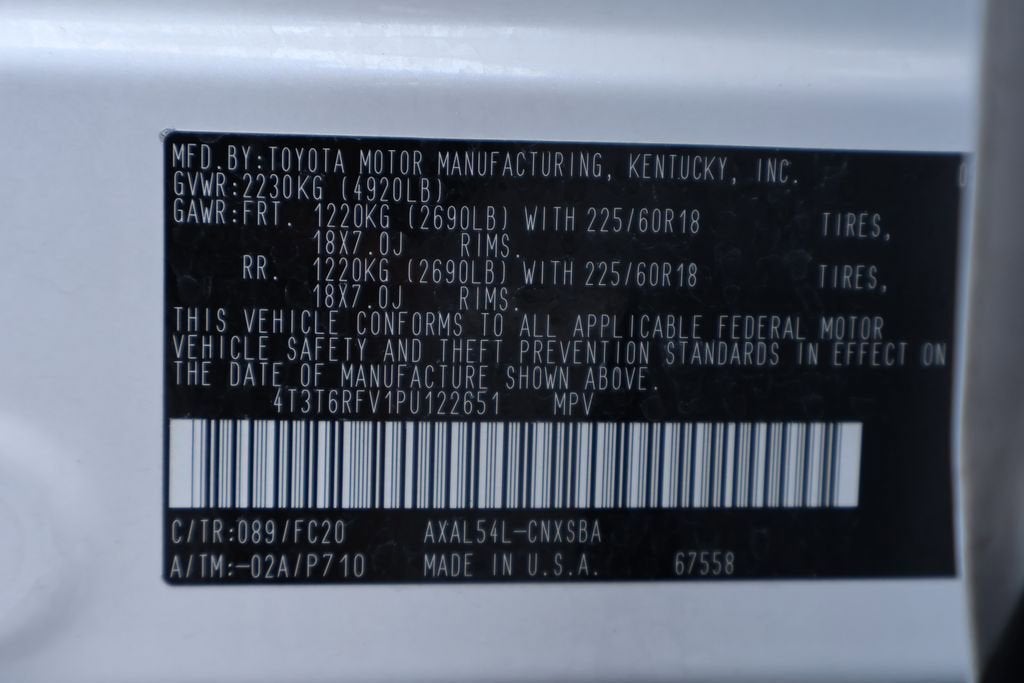 MFD.BY:TOYOTA MOTOR MANUFACTURING, KENTUCKY, INC.
GVWR:2230KG (4920LB)
GAWR:FRT. 1220KG (2690LB) WITH 225/60R18 TIRES,
18X7.0J RIMS.
RR. 1220KG (2690LB) WITH 225/60R18 TIRES,
18X7.0J RIMS.
THIS VEHICLE CONFORMS TO ALL APPLICABLE FEDERAL MOTOR
VEHICLE SAFETY AND THEFT PREVENTION STANDARDS IN EFFECT ON
THE DATE OF MANUFACTURE SHOWN ABOVE.
4T3T6RFV1PU122651 MPV
C/TR:089/FC20 AXAL54L-CNXSBA
A/TM:-02A/P710 MADE IN U.S.A. 67558